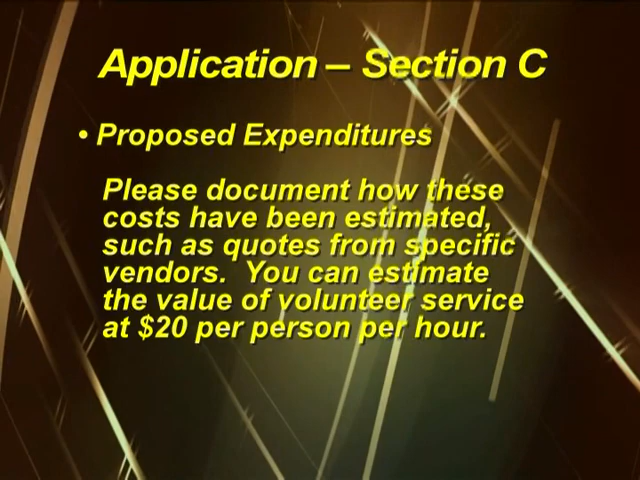 Application – Section C
• Proposed Expenditures
Please document how these
costs have been estimated,
such as quotes from specific
vendors.  You can estimate
the value of volunteer service
at $20 per person per hour.